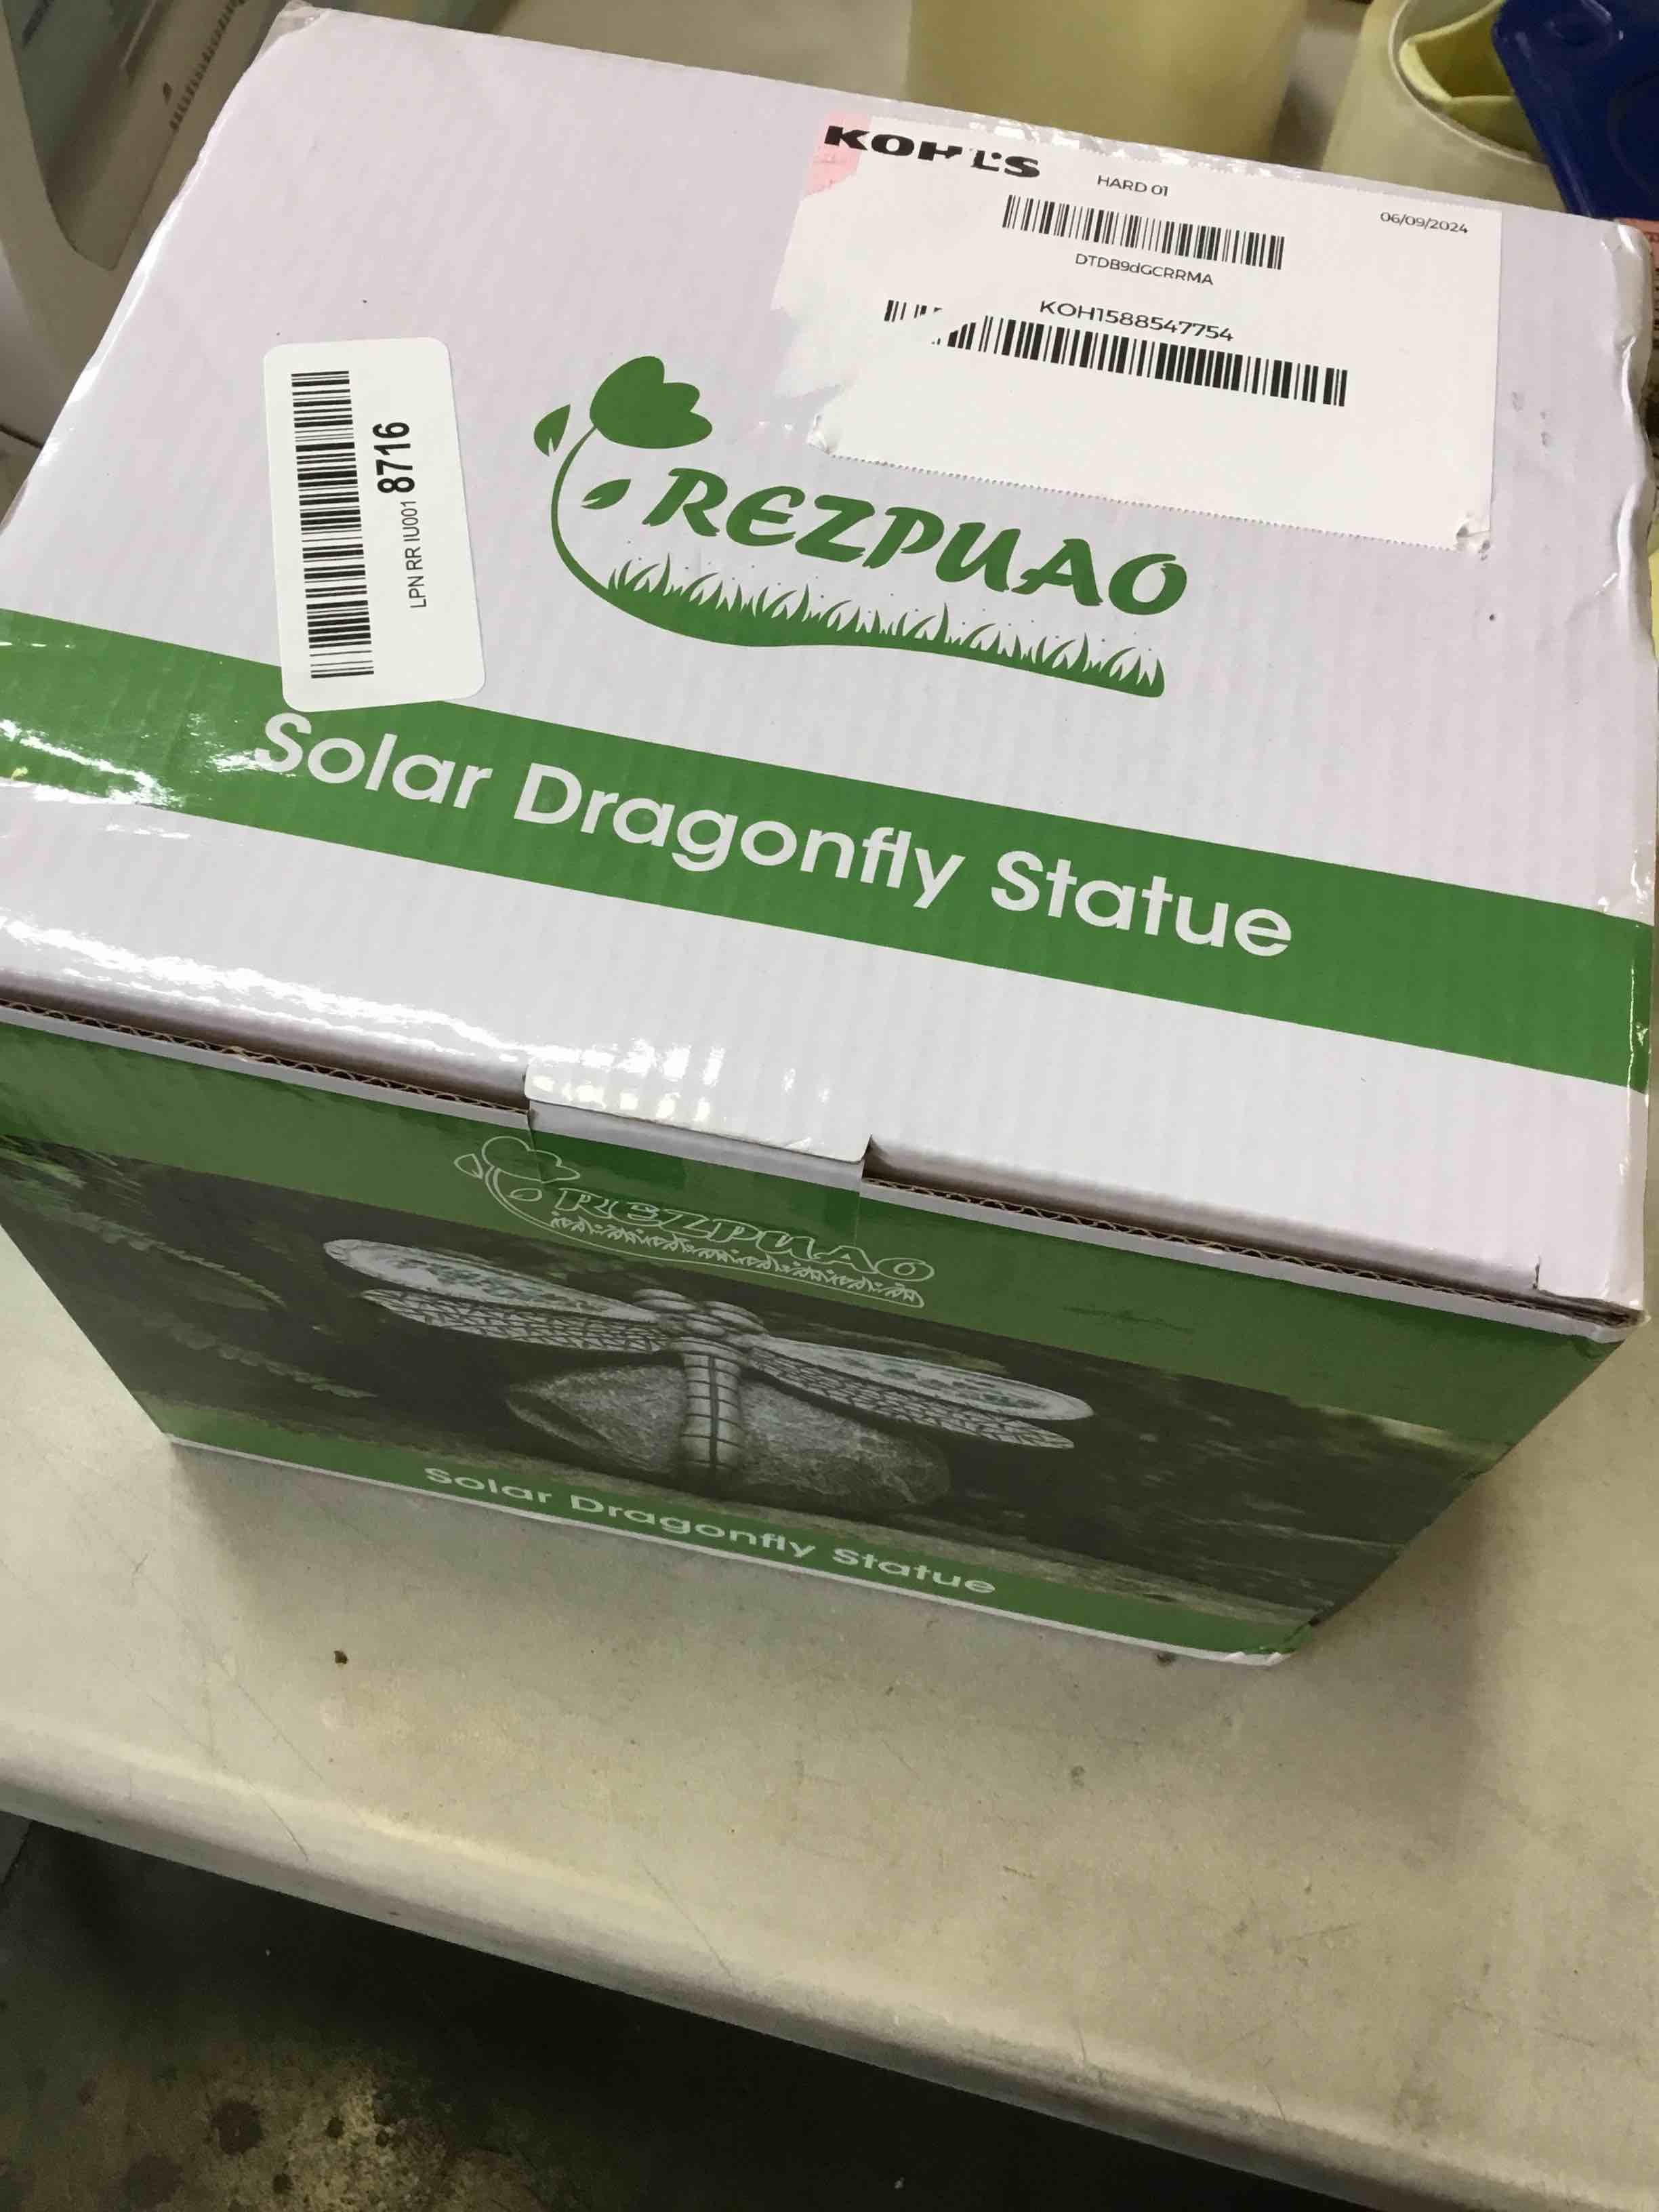 KOHL'S
HARD 01
06/09/2024
DTDB9dGCRRMA
KOH1588547754
LPN RR IU001 8716
REZPUAO
Solar Dragonfly Statue
REZPUAO
Solar Dragonfly Statue